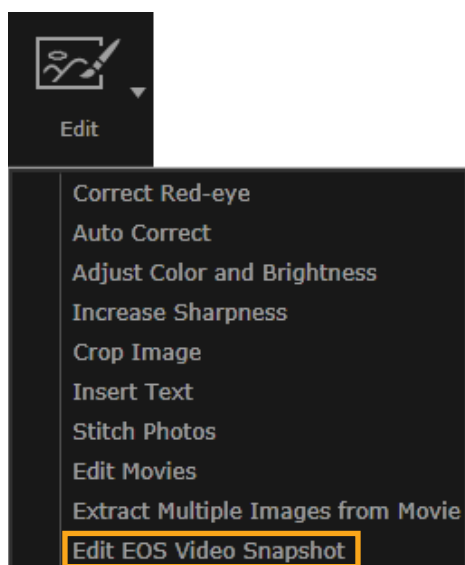 Edit
Correct Red-eye
Auto Correct
Adjust Color and Brightness
Increase Sharpness
Crop Image
Insert Text
Stitch Photos
Edit Movies
Extract Multiple Images from Movie
Edit EOS Video Snapshot